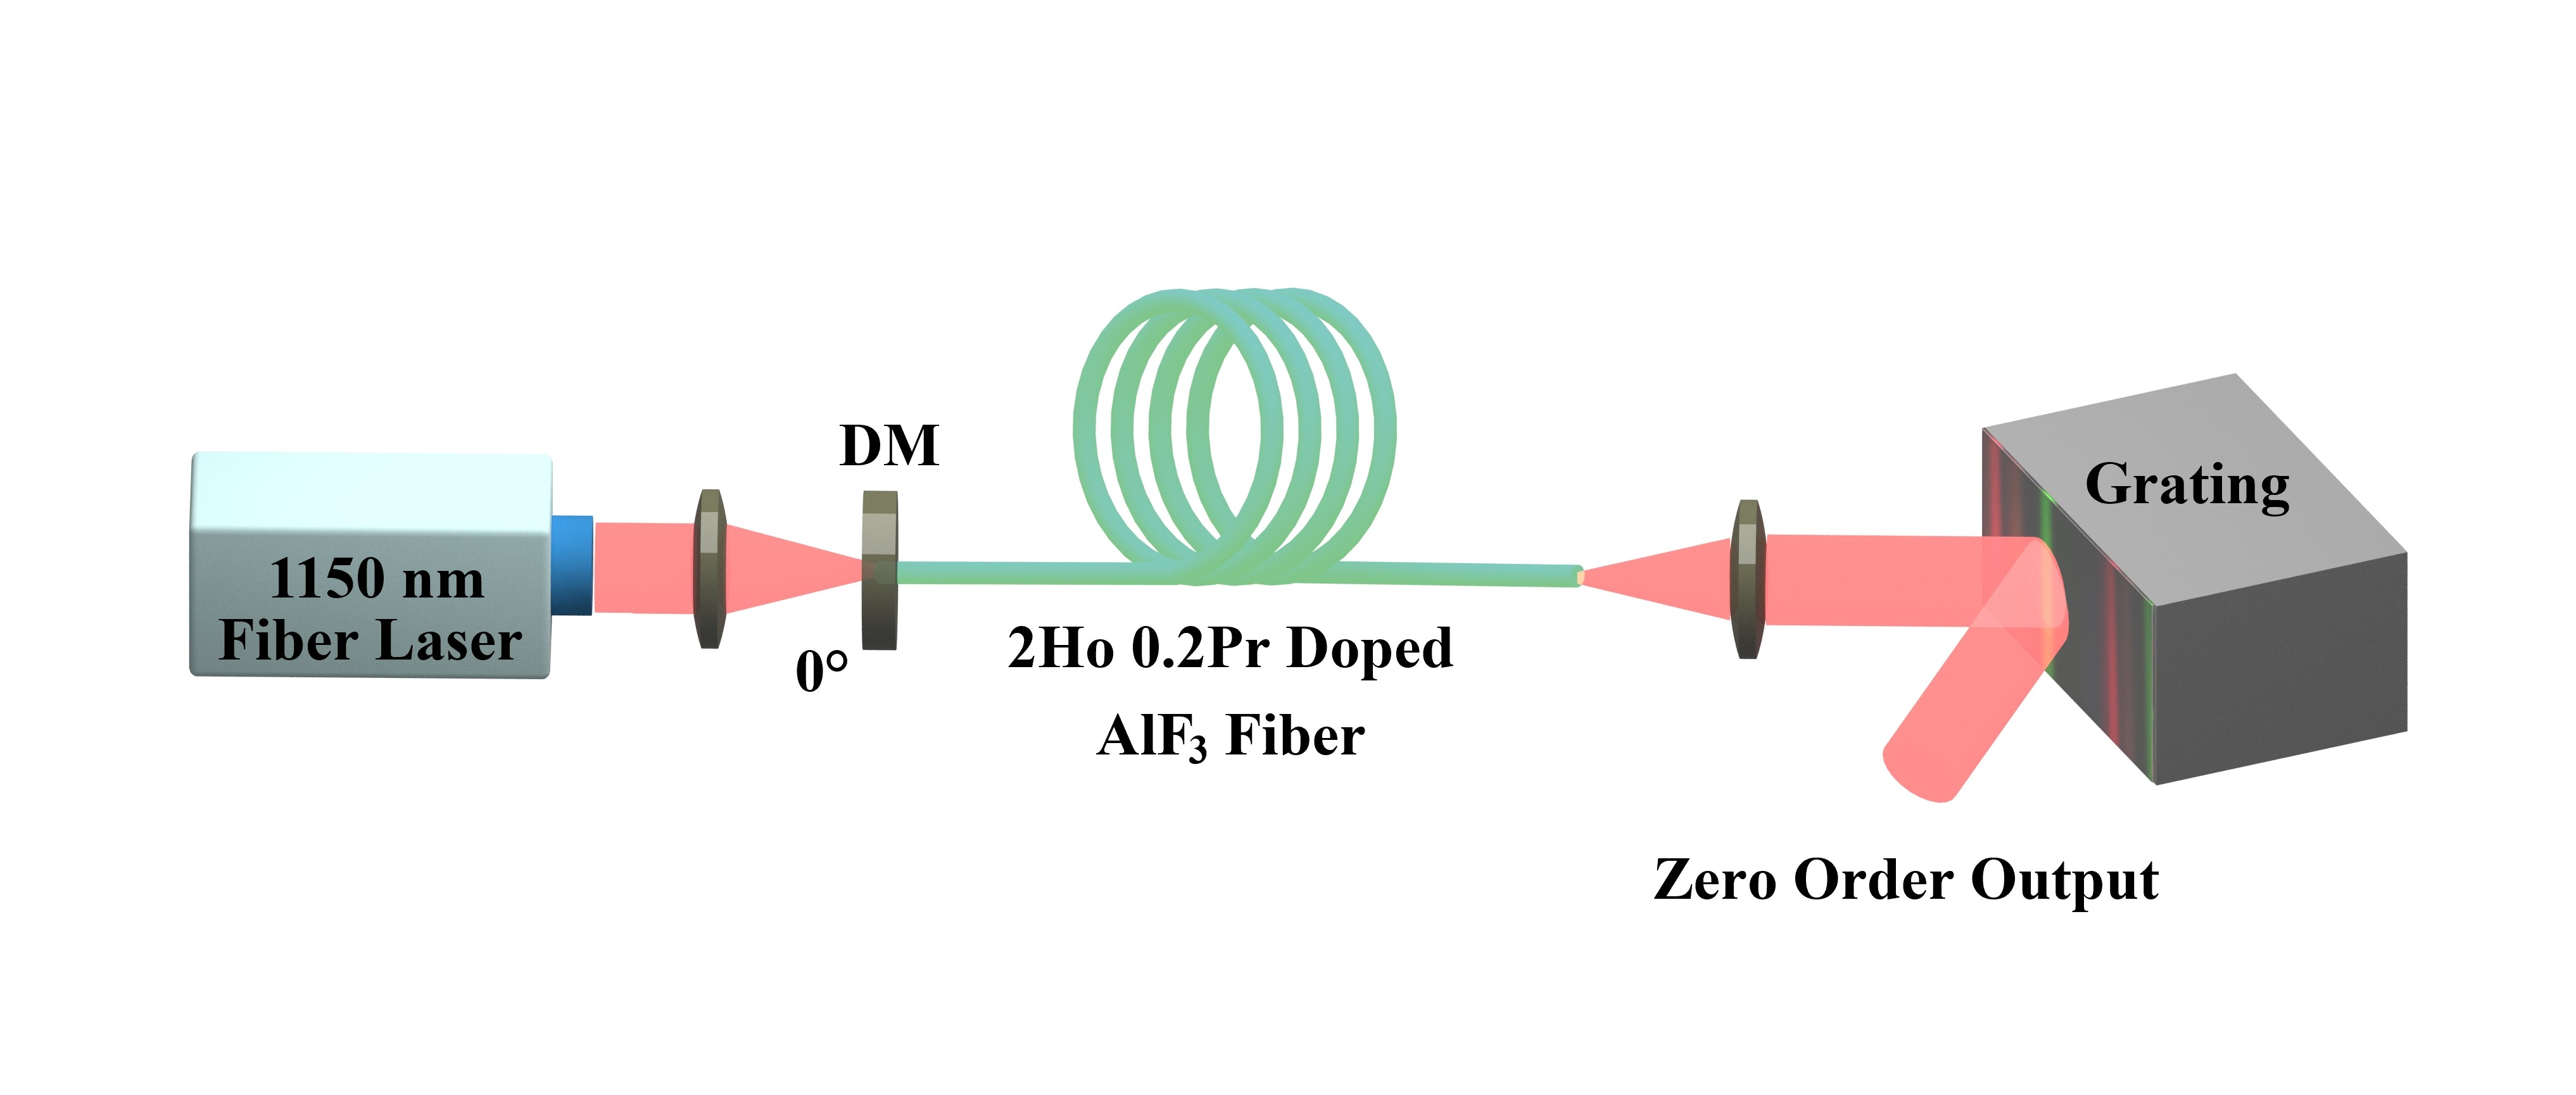 DM
Grating
1150 nm
Fiber Laser
0°
2Ho 0.2Pr Doped
AlF₃ Fiber
Zero Order Output